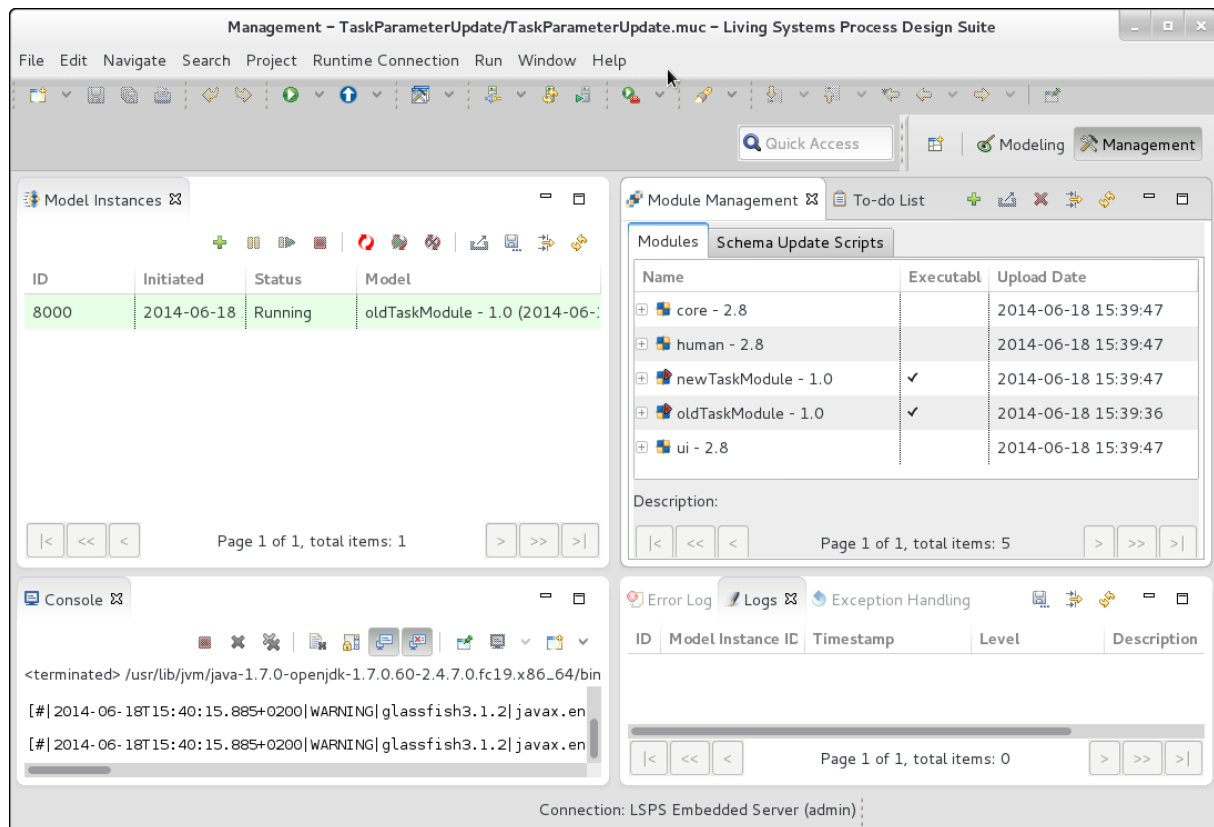 Management – TaskParameterUpdate/TaskParameterUpdate.muc – Living Systems Process Design Suite
File Edit Navigate Search Project Runtime Connection Run Window Help
Quick Access
Modeling
Management
Model Instances
ID Initiated Status Model
8000 2014-06-18 Running oldTaskModule - 1.0 (2014-06-
|< << < Page 1 of 1, total items: 1 > >> >|
Module Management To-do List
Modules Schema Update Scripts
Name Executabl Upload Date
core - 2.8 2014-06-18 15:39:47
human - 2.8 2014-06-18 15:39:47
newTaskModule - 1.0 ✔ 2014-06-18 15:39:47
oldTaskModule - 1.0 ✔ 2014-06-18 15:39:36
ui - 2.8 2014-06-18 15:39:47
Description:
|< << < Page 1 of 1, total items: 5 > >> >|
Console
<terminated> /usr/lib/jvm/java-1.7.0-openjdk-1.7.0.60-2.4.7.0.fc19.x86_64/bin
[#|2014-06-18T15:40:15.885+0200|WARNING|glassfish3.1.2|javax.en
[#|2014-06-18T15:40:15.885+0200|WARNING|glassfish3.1.2|javax.en
Error Log Logs Exception Handling
ID Model Instance ID Timestamp Level Description
|< << < Page 1 of 1, total items: 0 > >> >|
Connection: LSPS Embedded Server (admin)